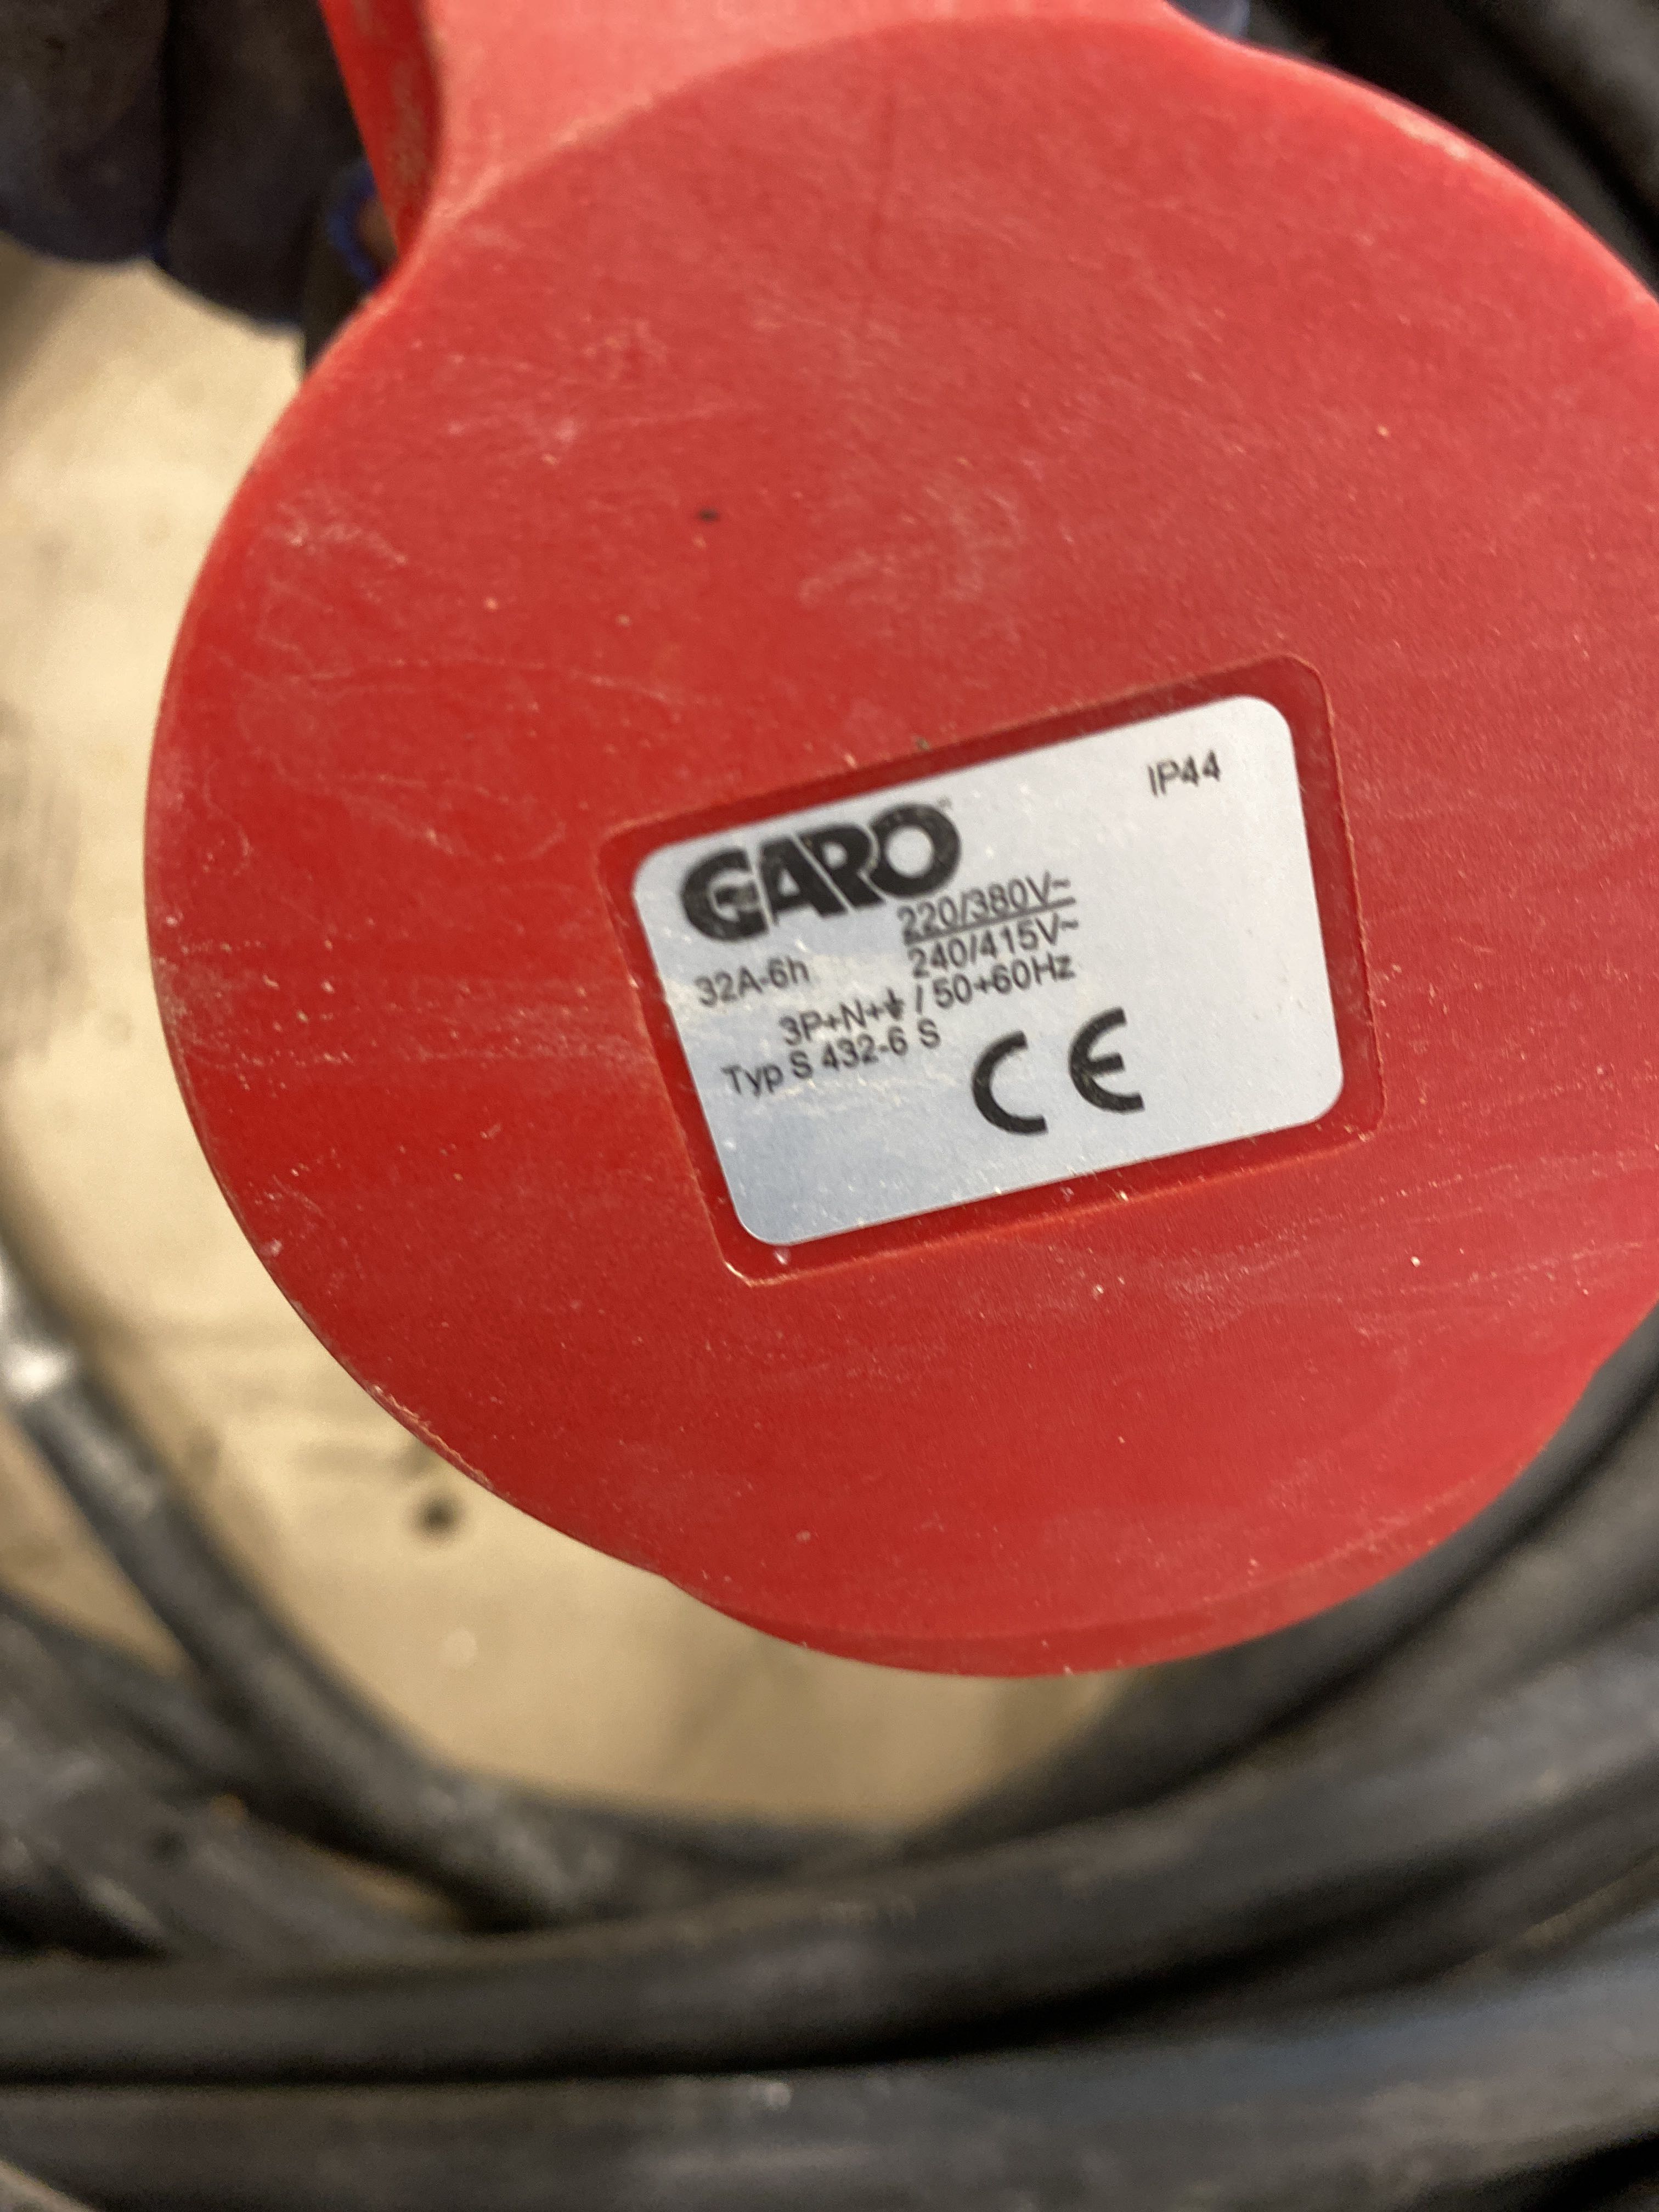 IP44
GARO
220/380V~
32A-6h 240/415V~
3P+N+⏚ / 50+60Hz
Typ S 432-6 S
CE